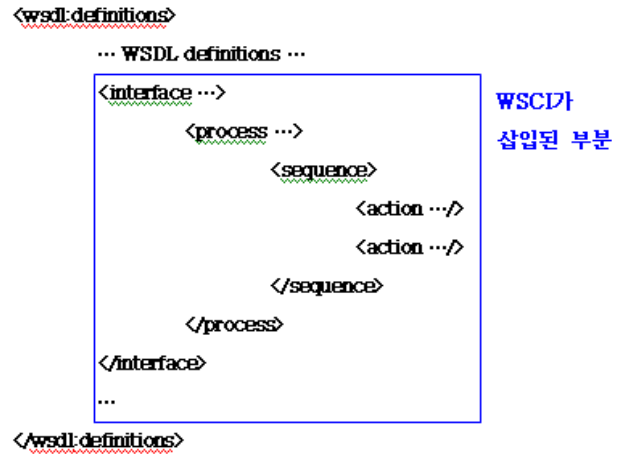 <wsdl:definitions>
… WSDL definitions …
<interface …>
WSCI가
삽입된 부분
<process …>
<sequence>
<action …/>
<action …/>
</sequence>
</process>
</interface>
…
</wsdl:definitions>